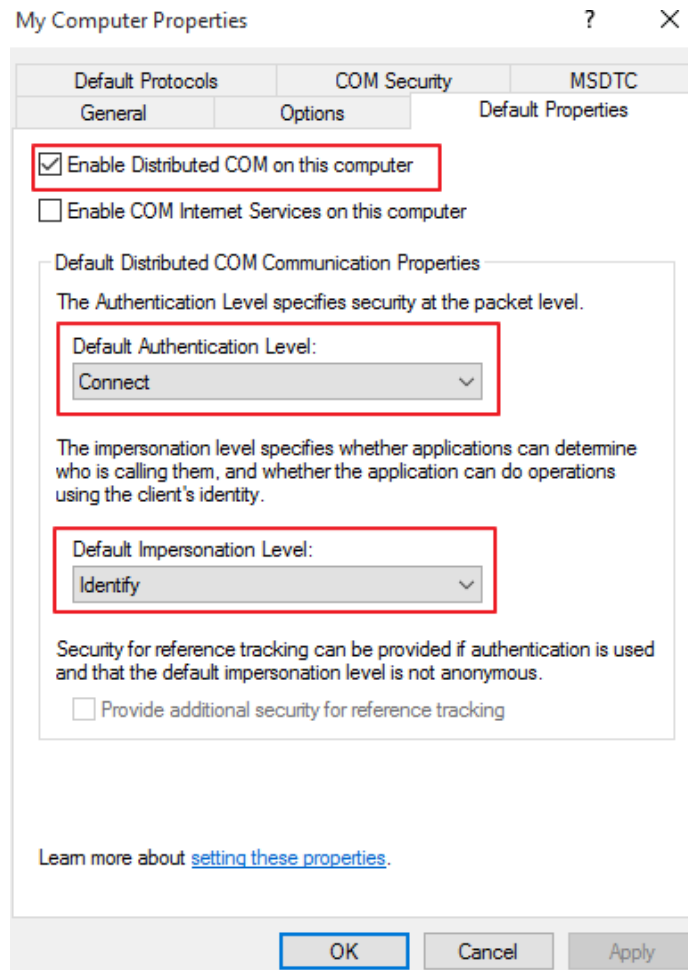 My Computer Properties ?
Default Protocols COM Security MSDTC
General Options Default Properties
Enable Distributed COM on this computer
Enable COM Internet Services on this computer
Default Distributed COM Communication Properties
The Authentication Level specifies security at the packet level.
Default Authentication Level:
Connect
The impersonation level specifies whether applications can determine
who is calling them, and whether the application can do operations
using the client's identity.
Default Impersonation Level:
Identify
Security for reference tracking can be provided if authentication is used
and that the default impersonation level is not anonymous.
Provide additional security for reference tracking
Learn more about setting these properties.
OK Cancel Apply